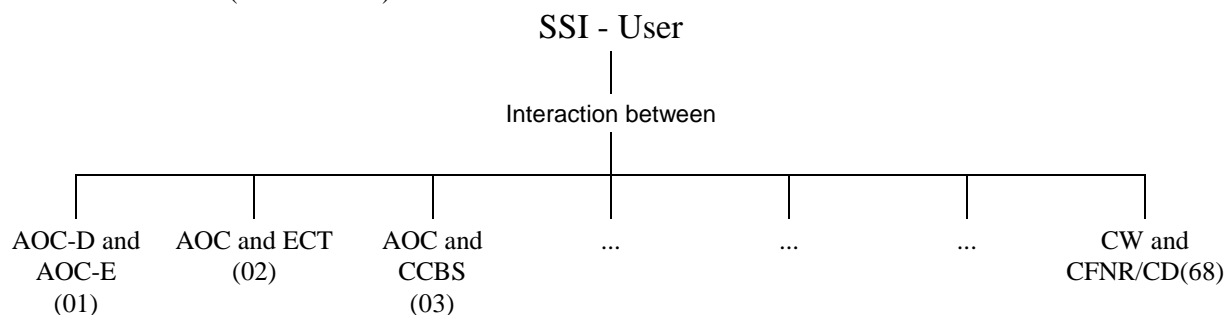 SSI - User
Interaction between
AOC-D and
AOC-E
(01)
AOC and ECT
(02)
AOC and
CCBS
(03)
...
...
...
CW and
CFNR/CD(68)